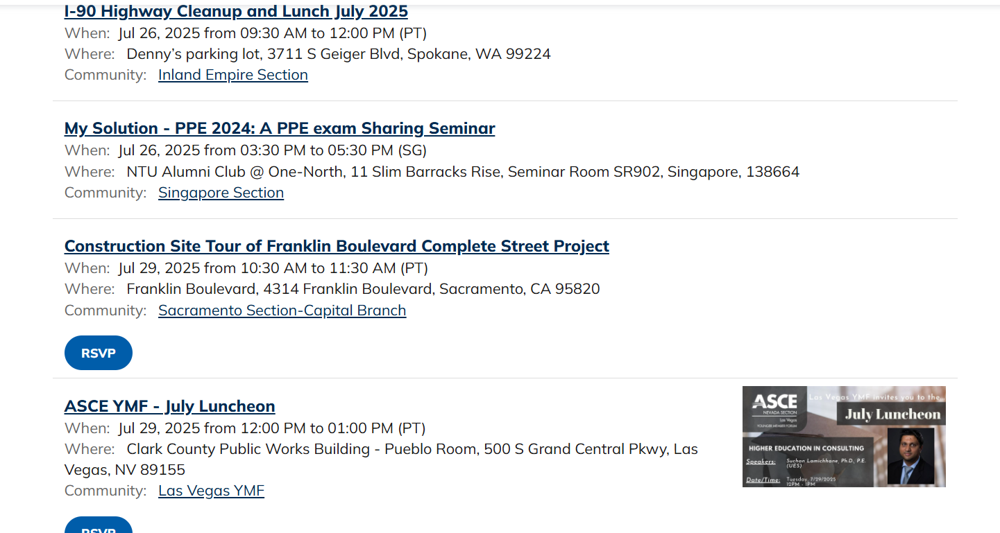 I-90 Highway Cleanup and Lunch July 2025
When: Jul 26, 2025 from 09:30 AM to 12:00 PM (PT)
Where: Denny’s parking lot, 3711 S Geiger Blvd, Spokane, WA 99224
Community: Inland Empire Section
My Solution - PPE 2024: A PPE exam Sharing Seminar
When: Jul 26, 2025 from 03:30 PM to 05:30 PM (SG)
Where: NTU Alumni Club @ One-North, 11 Slim Barracks Rise, Seminar Room SR902, Singapore, 138664
Community: Singapore Section
Construction Site Tour of Franklin Boulevard Complete Street Project
When: Jul 29, 2025 from 10:30 AM to 11:30 AM (PT)
Where: Franklin Boulevard, 4314 Franklin Boulevard, Sacramento, CA 95820
Community: Sacramento Section-Capital Branch
RSVP
ASCE YMF - July Luncheon
When: Jul 29, 2025 from 12:00 PM to 01:00 PM (PT)
Where: Clark County Public Works Building - Pueblo Room, 500 S Grand Central Pkwy, Las
Vegas, NV 89155
Community: Las Vegas YMF
RSVP
ASCE
NEVADA SECTION
Las Vegas
YOUNGER MEMBER FORUM
Las Vegas YMF invites you to the...
July Luncheon
HIGHER EDUCATION IN CONSULTING
Speakers: Suchan Lamichhane, Ph.D., P.E.
(UES)
Date/Time: Tuesday, 7/29/2025
12PM - 1PM